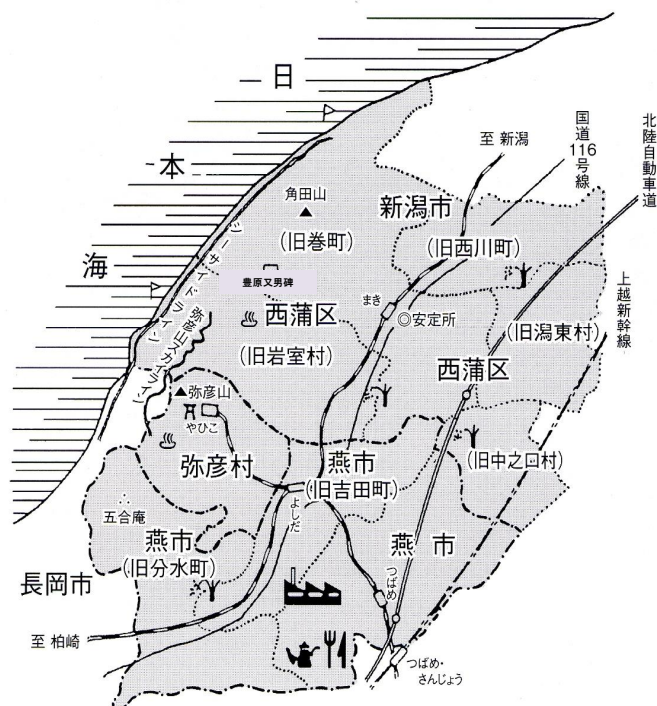 日本海
至 新潟
国道116号線
北陸自動車道
上越新幹線
角田山
(旧巻町)
新潟市
(旧西川町)
シーサイドライン
弥彦山スカイライン
豊原又男碑
まき
◎安定所
西蒲区
(旧岩室村)
西蒲区
(旧潟東村)
弥彦山
やひこ
弥彦村
燕市
(旧吉田町)
(旧中之口村)
よしだ
五合庵
燕市
(旧分水町)
燕市
つばめ
長岡市
至 柏崎
つばめ・
さんじょう